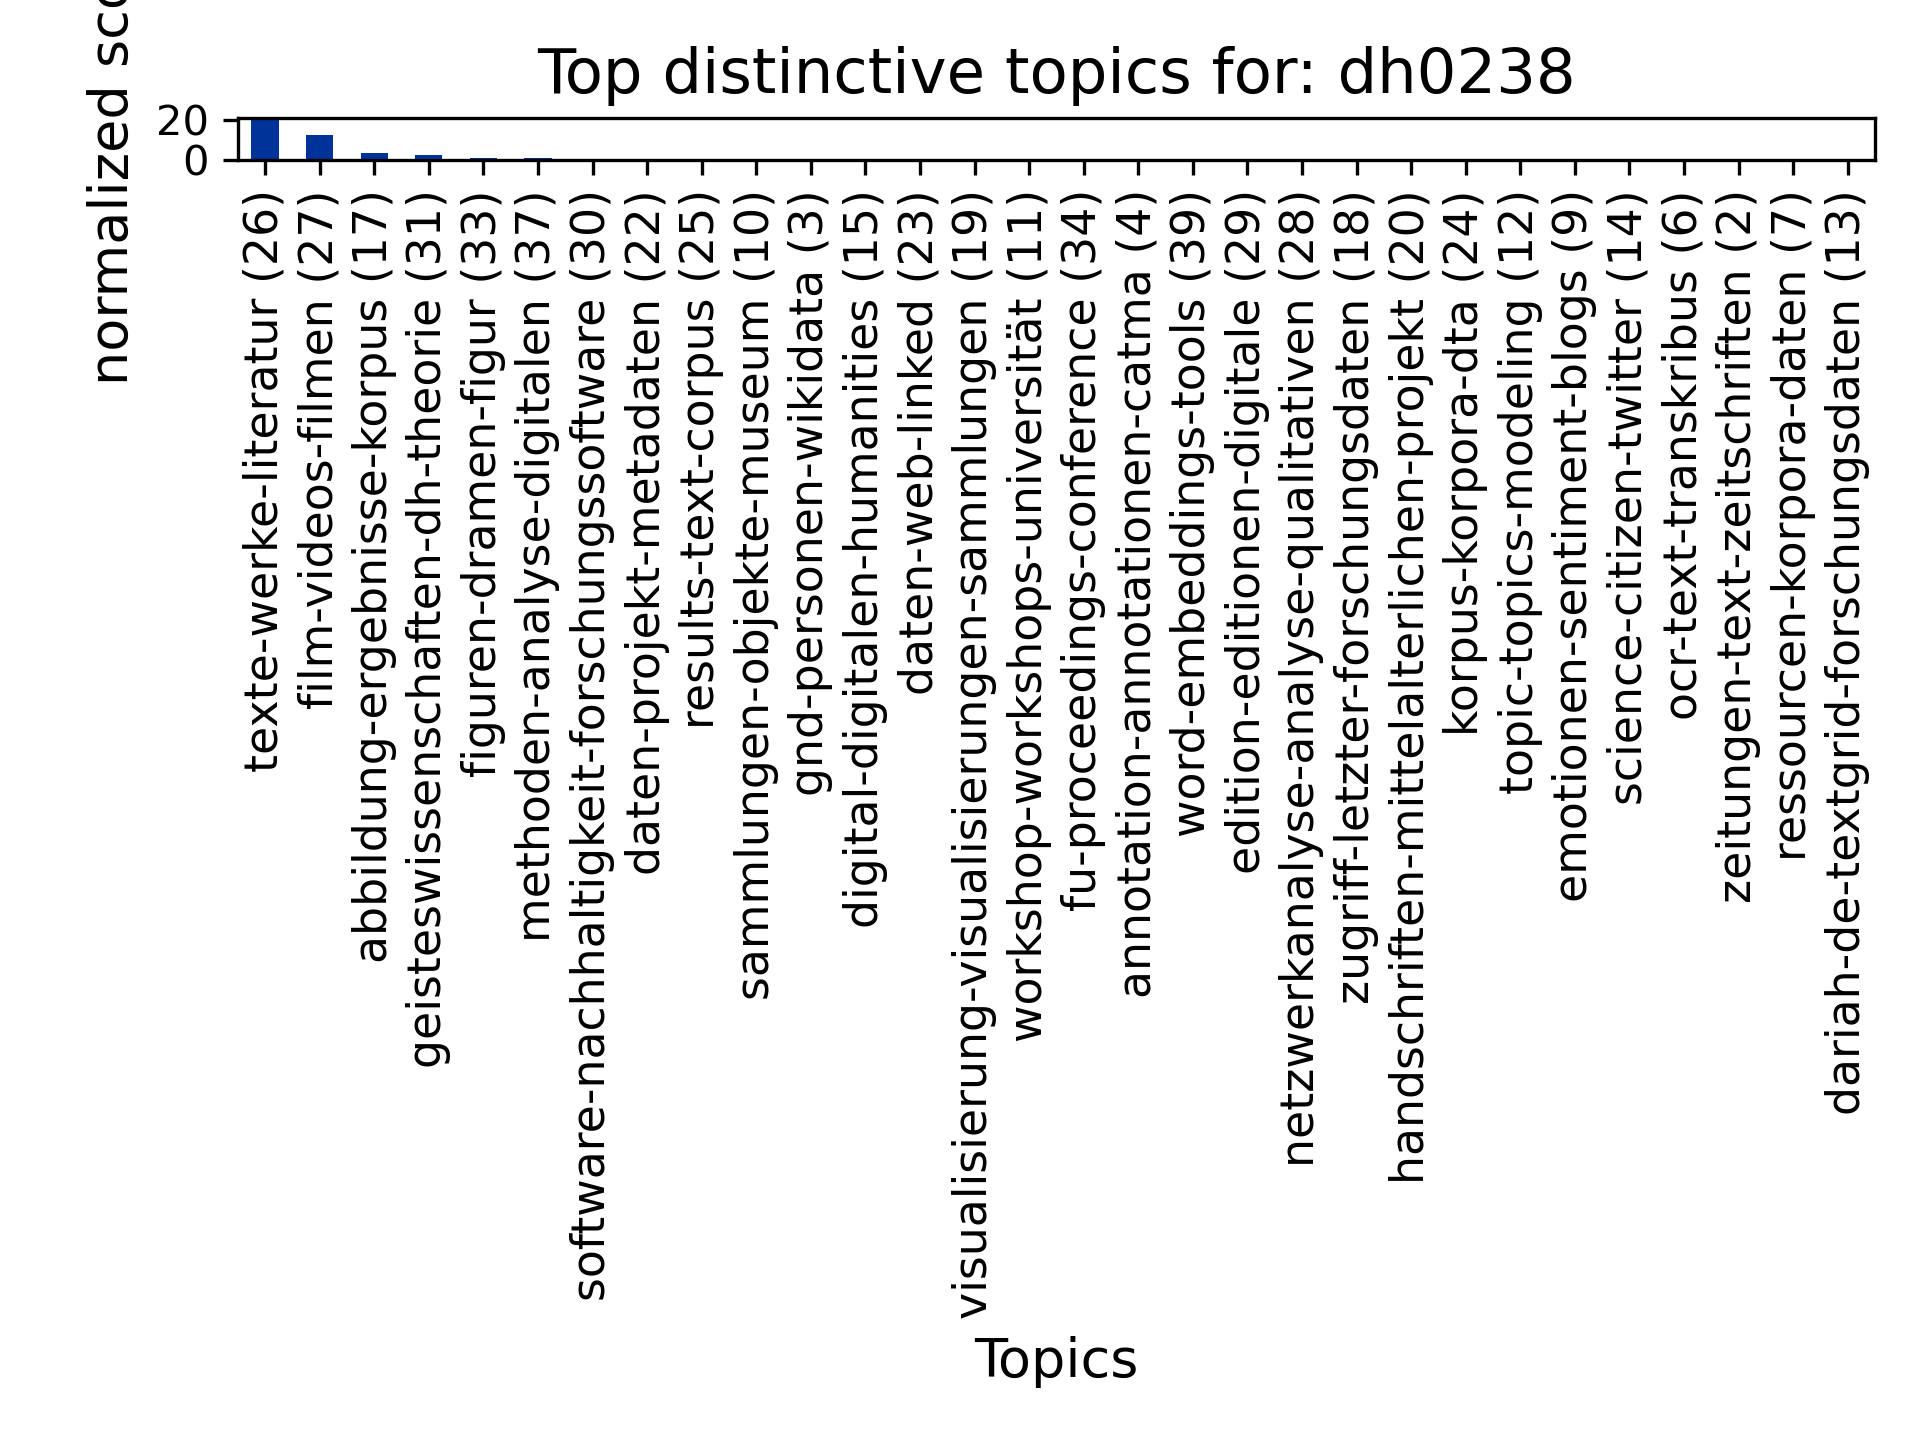 Top distinctive topics for: dh0238
normalized
20
0
texte-werke-literatur (26)
film-videos-filmen (27)
abbildung-ergebnisse-korpus (17)
geisteswissenschaften-dh-theorie (31)
figuren-dramen-figur (33)
methoden-analyse-digitalen (37)
software-nachhaltigkeit-forschungssoftware (30)
daten-projekt-metadaten (22)
results-text-corpus (25)
sammlungen-objekte-museum (10)
gnd-personen-wikidata (3)
digital-digitalen-humanities (15)
daten-web-linked (23)
visualisierung-visualisierungen-sammlungen (19)
workshop-workshops-universität (11)
fu-proceedings-conference (34)
annotation-annotationen-catma (4)
word-embeddings-tools (39)
edition-editionen-digitale (29)
netzwerkanalyse-analyse-qualitativen (28)
zugriff-letzter-forschungsdaten (18)
handschriften-mittelalterlichen-projekt (20)
korpus-korpora-dta (24)
topic-topics-modeling (12)
emotionen-sentiment-blogs (9)
science-citizen-twitter (14)
ocr-text-transkribus (6)
zeitungen-text-zeitschriften (2)
ressourcen-korpora-daten (7)
dariah-de-textgrid-forschungsdaten (13)
Topics